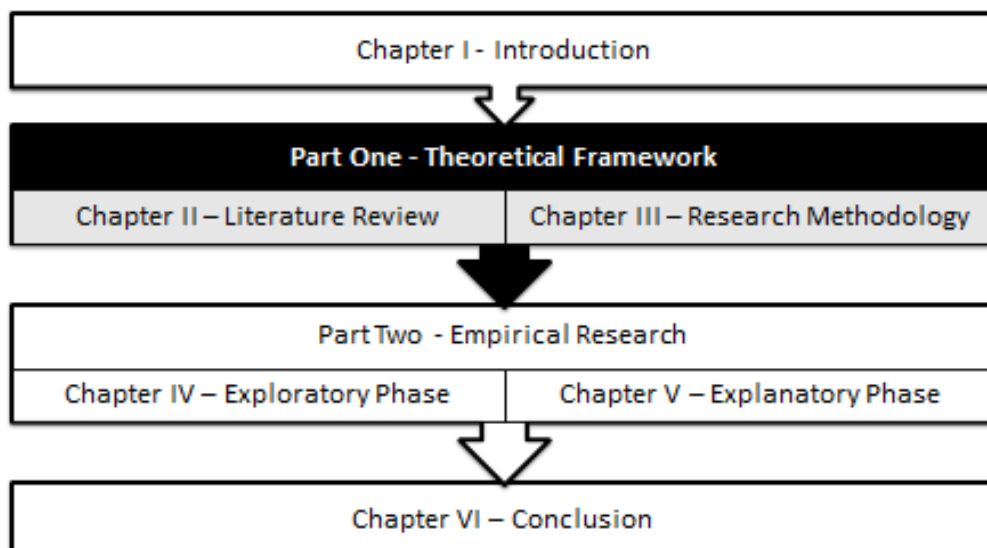 Chapter I - Introduction
Part One - Theoretical Framework
Chapter II – Literature Review
Chapter III – Research Methodology
Part Two - Empirical Research
Chapter IV – Exploratory Phase
Chapter V – Explanatory Phase
Chapter VI – Conclusion